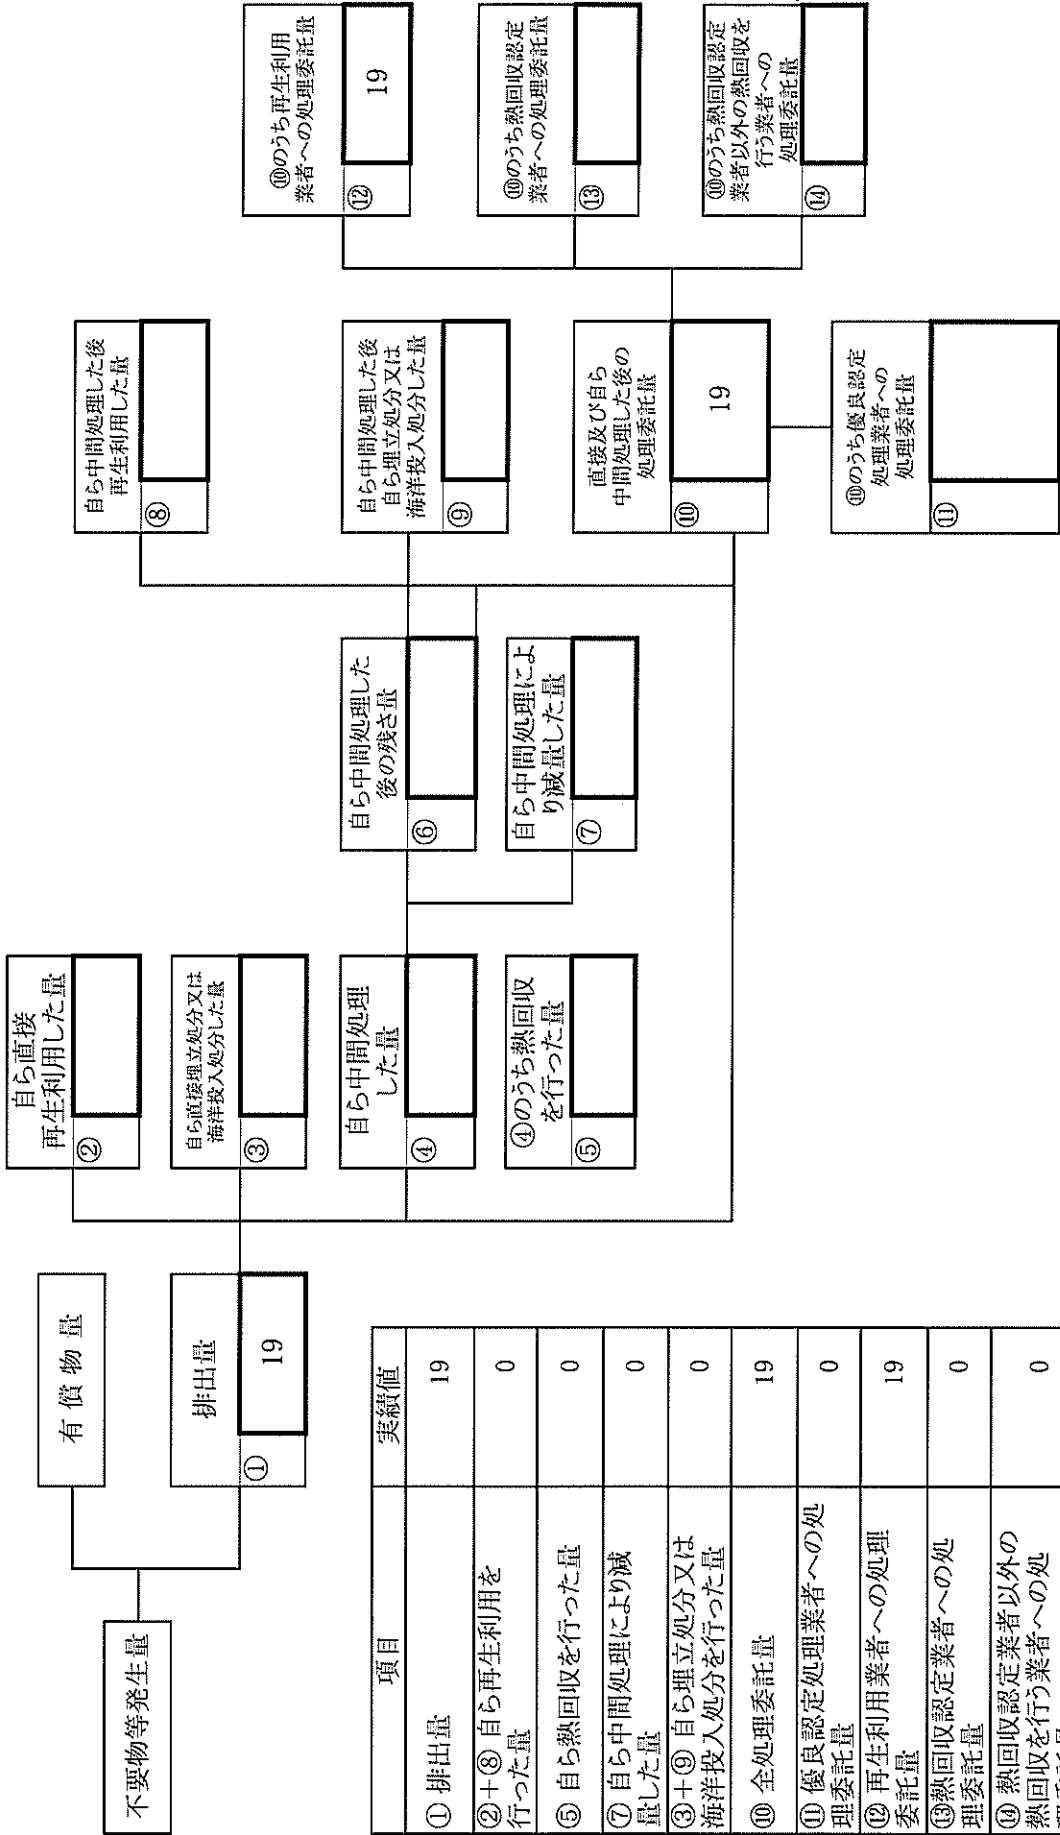 不要物等発生量
有償物量
排出量
①
19
自ら直接
再生利用した量
②
自ら直接埋立処分又は
海洋投入処分した量
③
自ら中間処理
した量
④
④のうち熱回収
を行った量
⑤
自ら中間処理した
後の残さ量
⑥
自ら中間処理によ
り減量した量
⑦
自ら中間処理した後
再生利用した量
⑧
自ら中間処理した後
自ら埋立処分又は
海洋投入処分した量
⑨
直接及び自ら
中間処理した後の
処理委託量
⑩
19
⑩のうち優良認定
処理業者への
処理委託量
⑪
⑩のうち再生利用
業者への処理委託量
⑫
19
⑩のうち熱回収認定
業者への処理委託量
⑬
⑩のうち熱回収認定
業者以外の熱回収を
行う業者への
処理委託量
⑭
項目 実績値
①排出量 19
②+⑧自ら再生利用を
行った量 0
⑤自ら熱回収を行った量 0
⑦自ら中間処理により減
量した量 0
③+⑨自ら埋立処分又は
海洋投入処分を行った量 0
⑩全処理委託量 19
⑪優良認定処理業者への処
理委託量 0
⑫再生利用業者への処理
委託量 19
⑬熱回収認定業者への処
理委託量 0
⑭熱回収認定業者以外の
熱回収を行う業者への処 0